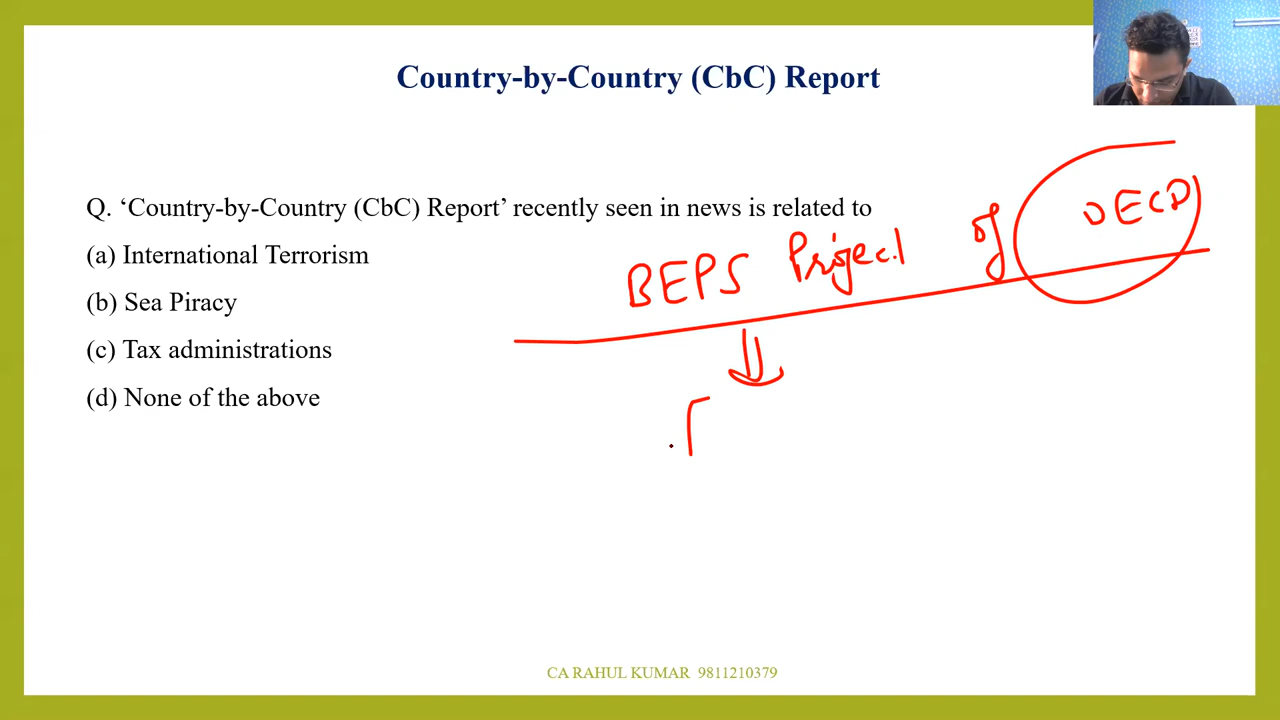 Country-by-Country (CbC) Report
Q. ‘Country-by-Country (CbC) Report’ recently seen in news is related to
(a) International Terrorism
(b) Sea Piracy
(c) Tax administrations
(d) None of the above
BEPS Project of OECD
CA RAHUL KUMAR 9811210379